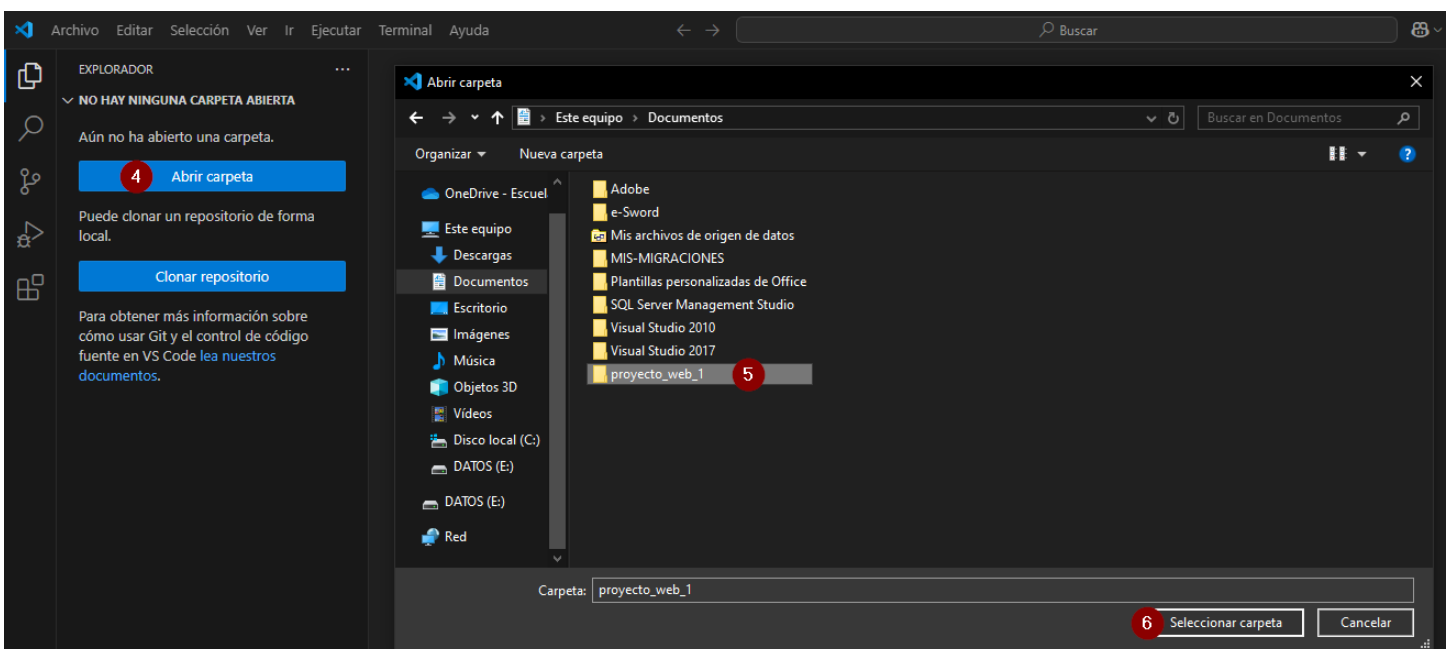 Archivo Editar Selección Ver Ir Ejecutar Terminal Ayuda
Buscar
EXPLORADOR
NO HAY NINGUNA CARPETA ABIERTA
Aún no ha abierto una carpeta.
4 Abrir carpeta
Puede clonar un repositorio de forma
local.
Clonar repositorio
Para obtener más información sobre
cómo usar Git y el control de código
fuente en VS Code lea nuestros
documentos.
Abrir carpeta
Este equipo › Documentos
Buscar en Documentos
Organizar Nueva carpeta
OneDrive - Escuel
Este equipo
Descargas
Documentos
Escritorio
Imágenes
Música
Objetos 3D
Vídeos
Disco local (C:)
DATOS (E:)
DATOS (E:)
Red
Adobe
e-Sword
Mis archivos de origen de datos
MIS-MIGRACIONES
Plantillas personalizadas de Office
SQL Server Management Studio
Visual Studio 2010
Visual Studio 2017
proyecto_web_1 5
Carpeta: proyecto_web_1
6 Seleccionar carpeta Cancelar